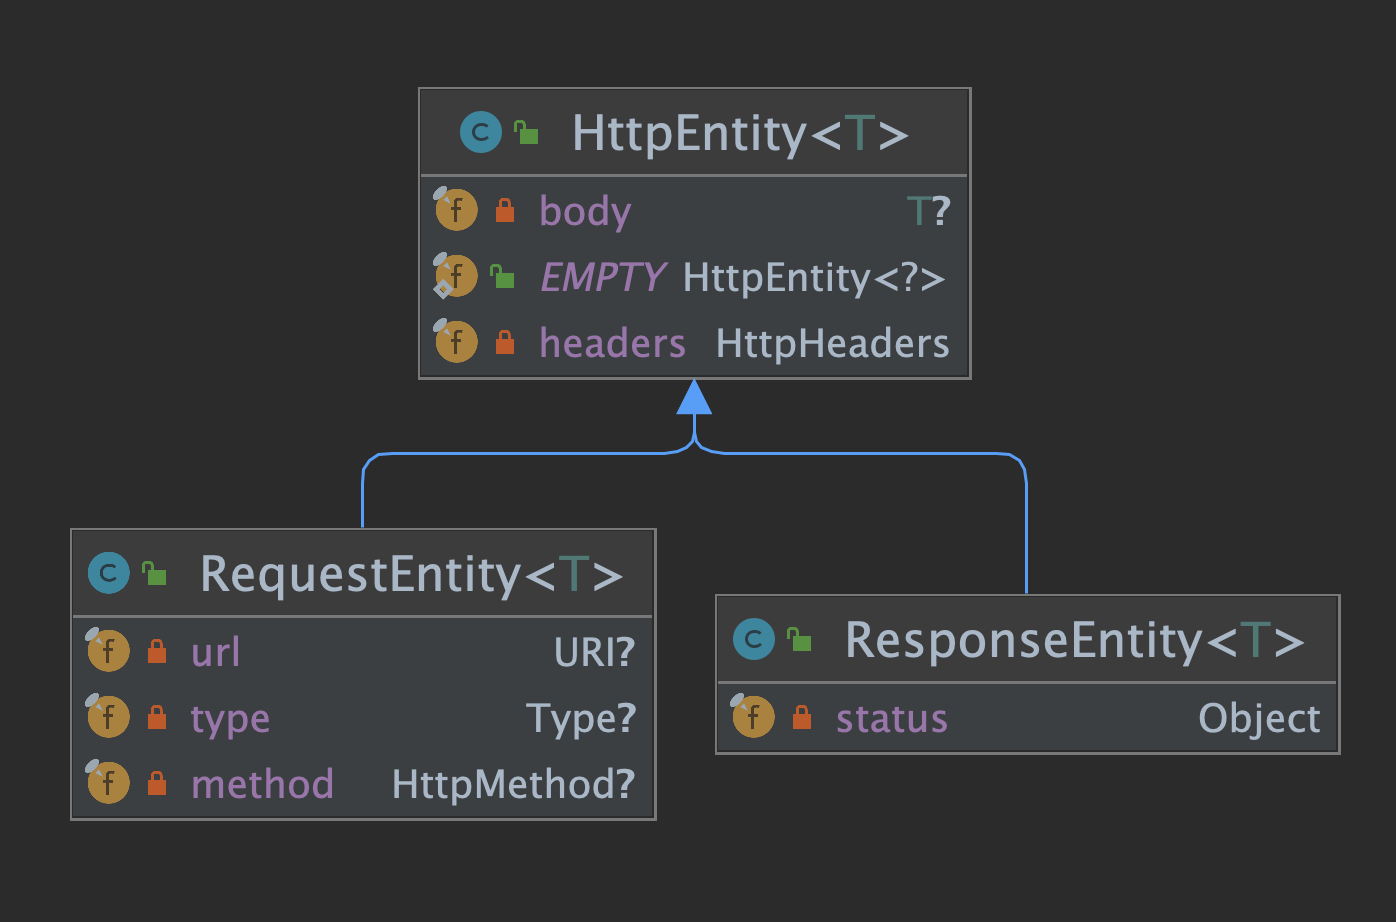 C HttpEntity<T>
f body T?
f EMPTY HttpEntity<?>
f headers HttpHeaders
C RequestEntity<T>
f url URI?
f type Type?
f method HttpMethod?
C ResponseEntity<T>
f status Object